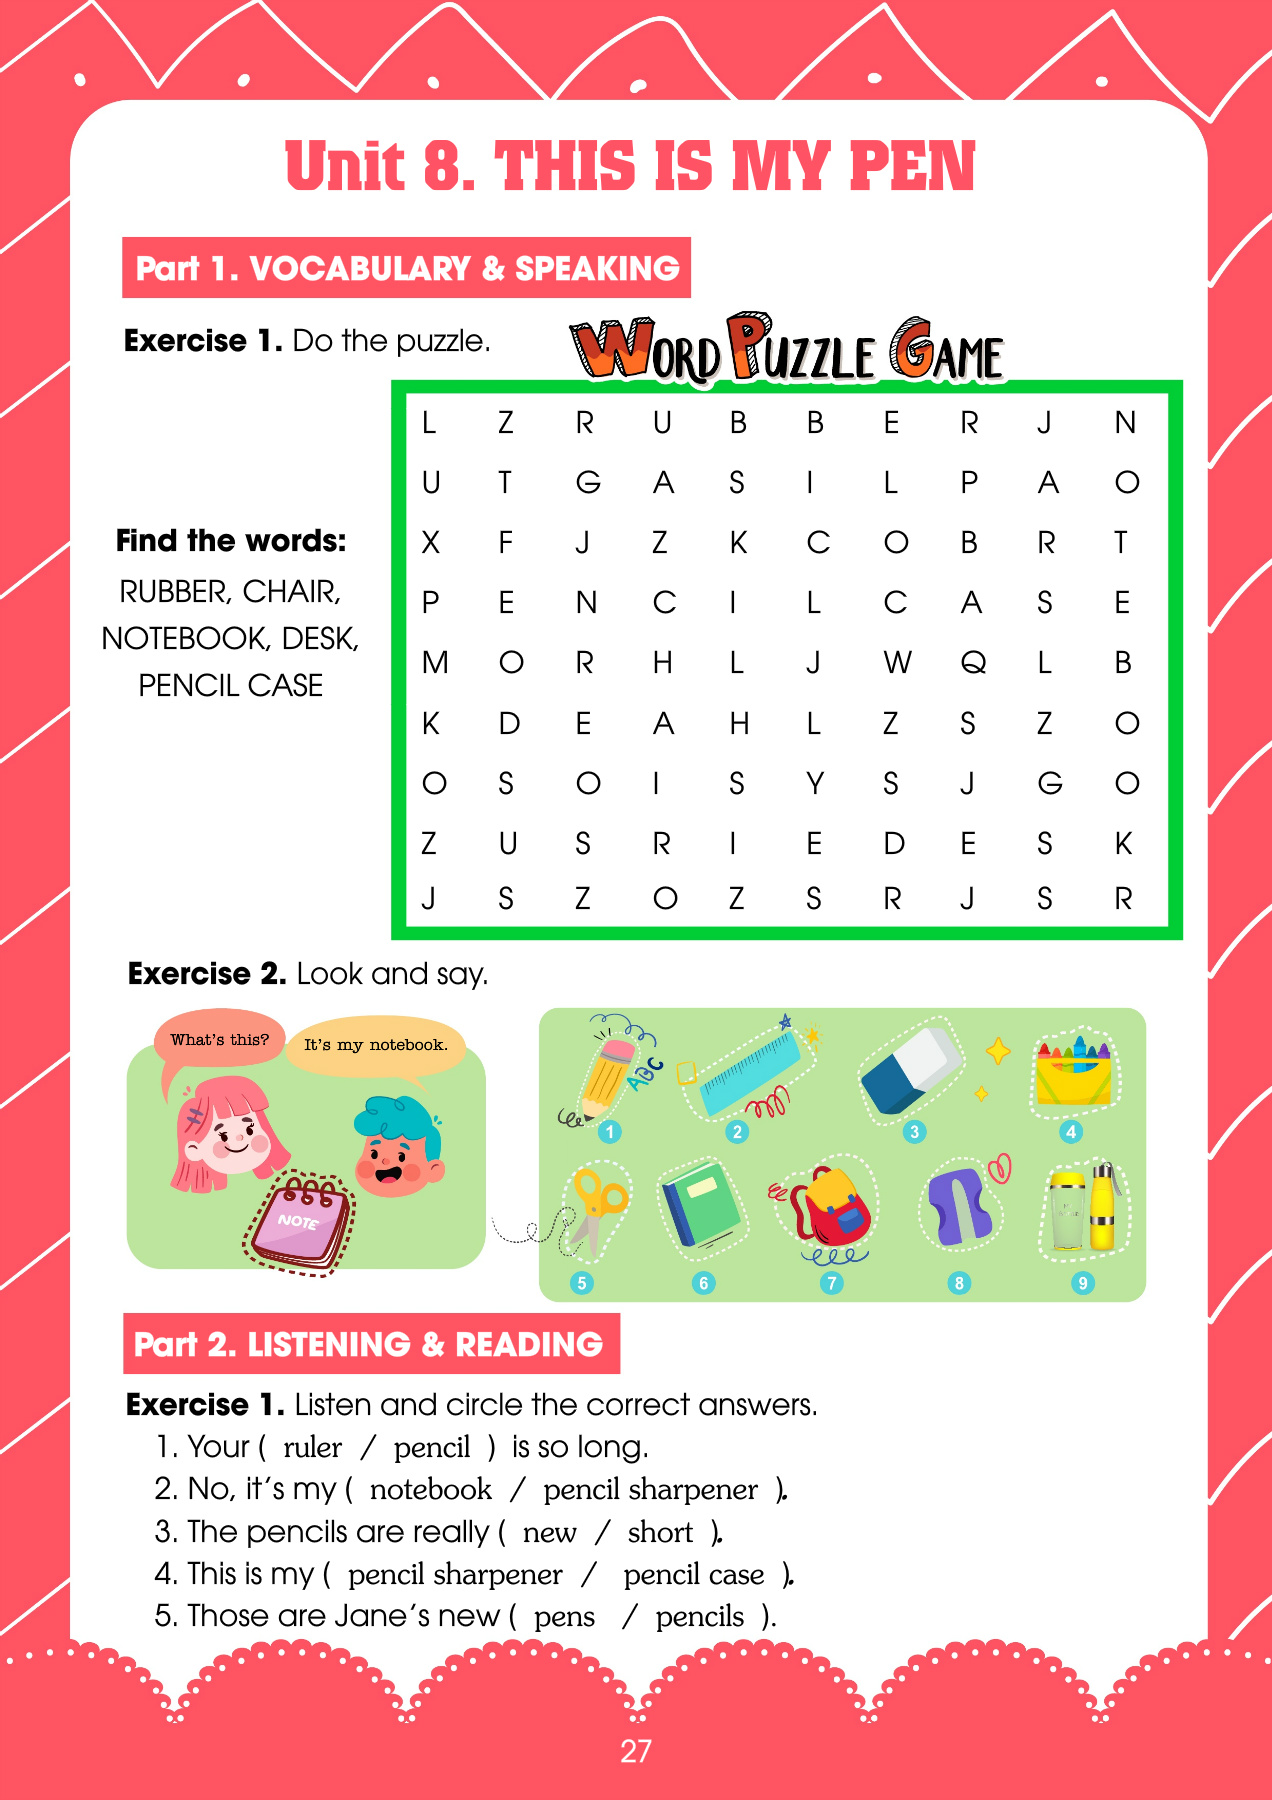 Unit 8. THIS IS MY PEN
Part 1. VOCABULARY & SPEAKING
Exercise 1. Do the puzzle.
WORD PUZZLE GAME
Find the words:
RUBBER, CHAIR,
NOTEBOOK, DESK,
PENCIL CASE
L Z R U B B E R J N
U T G A S I L P A O
X F J Z K C O B R T
P E N C I L C A S E
M O R H L J W Q L B
K D E A H L Z S Z O
O S O I S Y S J G O
Z U S R I E D E S K
J S Z O Z S R J S R
Exercise 2. Look and say.
What's this?
It's my notebook.
NOTE
ABC
1
2
3
4
5
6
7
8
9
Part 2. LISTENING & READING
Exercise 1. Listen and circle the correct answers.
1. Your ( ruler / pencil ) is so long.
2. No, it's my ( notebook / pencil sharpener ).
3. The pencils are really ( new / short ).
4. This is my ( pencil sharpener / pencil case ).
5. Those are Jane's new ( pens / pencils ).
27